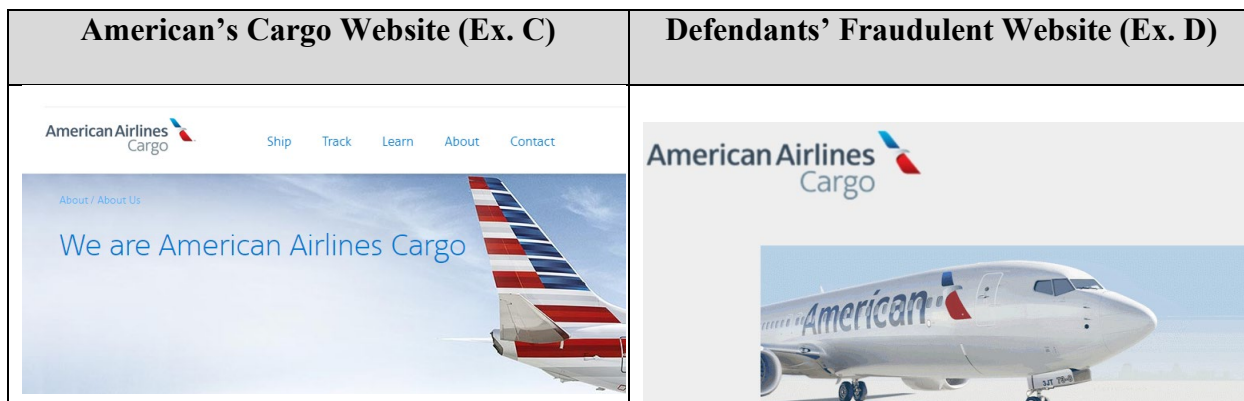 American's Cargo Website (Ex. C)
Defendants' Fraudulent Website (Ex. D)
American Airlines
Cargo
Ship Track Learn About Contact
About / About Us
We are American Airlines Cargo
American Airlines
Cargo
American